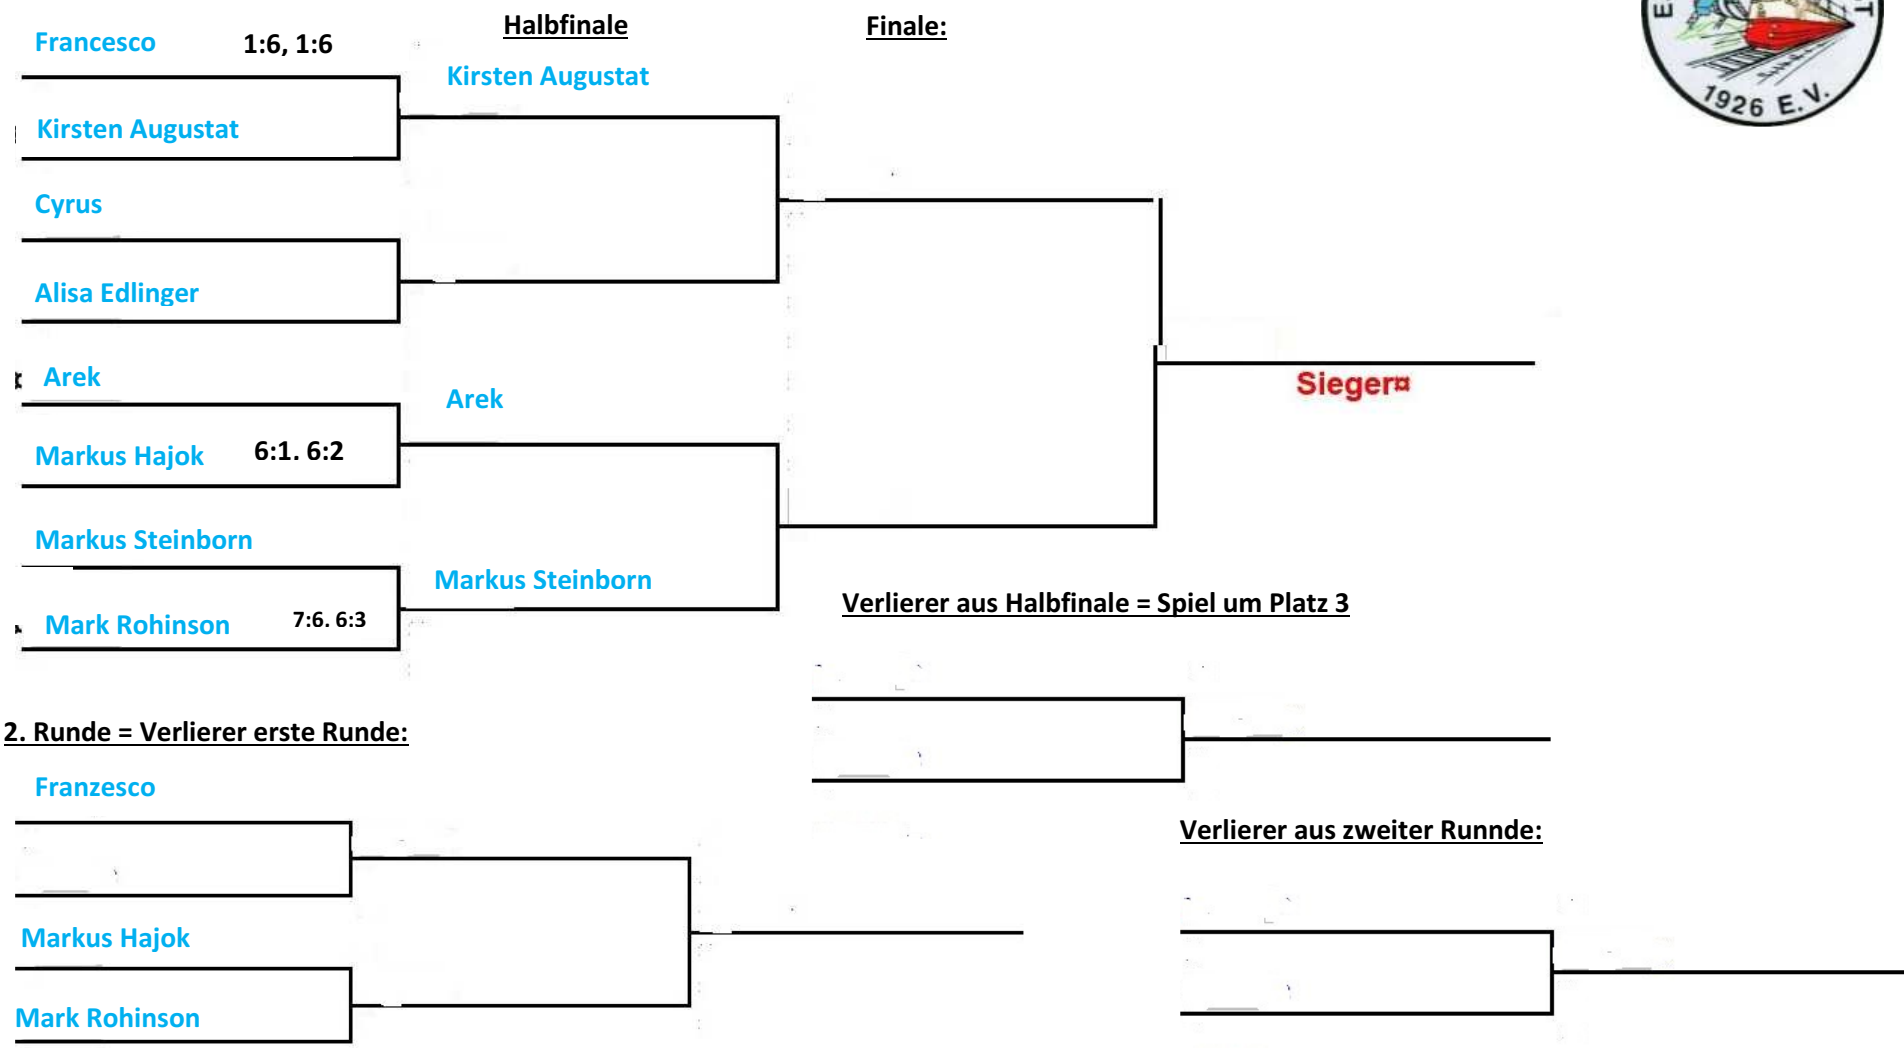 Halbfinale
Finale:
Francesco 1:6, 1:6
Kirsten Augustat
Kirsten Augustat
1926 E.V.
Cyrus
Alisa Edlinger
Arek
Arek
Sieger¤
Markus Hajok 6:1. 6:2
Markus Steinborn
Markus Steinborn
Mark Rohinson 7:6. 6:3
Verlierer aus Halbfinale = Spiel um Platz 3
2. Runde = Verlierer erste Runde:
Franzesco
Verlierer aus zweiter Runnde:
Markus Hajok
Mark Rohinson